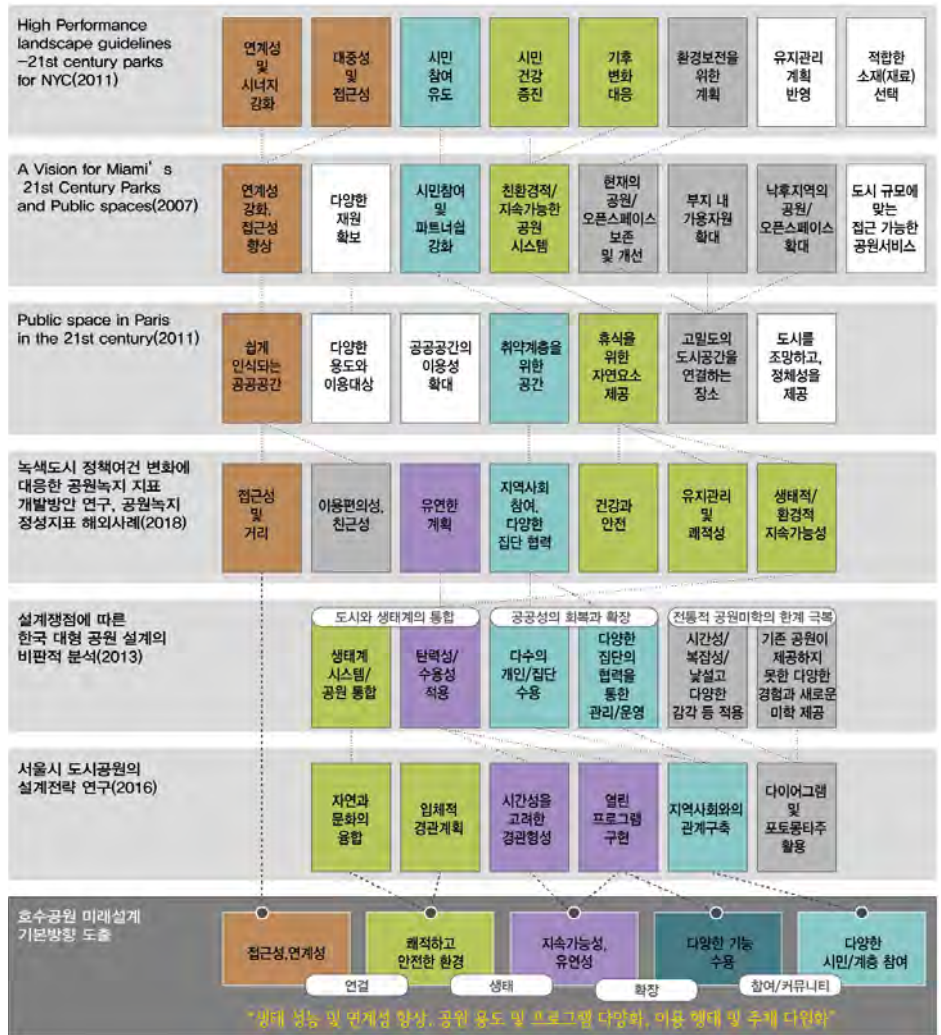 High Performance
landscape guidelines
-21st century parks
for NYC(2011)
연계성
및
시너지
강화
대중성
및
접근성
시민
참여
유도
시민
건강
증진
기후
변화
대응
환경보전을
위한
계획
유지관리
계획
반영
적합한
소재(재료)
선택
A Vision for Miami's
21st Century Parks
and Public spaces(2007)
연계성
강화,
접근성
향상
다양한
재원
확보
시민참여
및
파트너쉽
강화
친환경적/
지속가능한
공원
시스템
현재의
공원/
오픈스페이스
보존
및 개선
부지 내
가용자원
확대
낙후지역의
공원/
오픈스페이스
확대
도시 규모에
맞는
접근 가능한
공원서비스
Public space in Paris
in the 21st century(2011)
쉽게
인식되는
공공공간
다양한
용도와
이용대상
공공공간의
이용성
확대
취약계층을
위한
공간
휴식을
위한
자연요소
제공
고밀도의
도시공간을
연결하는
장소
도시를
조망하고,
정체성을
제공
녹색도시 정책여건 변화에
대응한 공원녹지 지표
개발방안 연구, 공원녹지
정성지표 해외사례(2018)
접근성
및
거리
이용편의성,
친근성
유연한
계획
지역사회
참여,
다양한
집단 협력
건강과
안전
유지관리
및
쾌적성
생태적/
환경적
지속가능성
설계쟁점에 따른
한국 대형 공원 설계의
비판적 분석(2013)
도시와 생태계의 통합
공공성의 회복과 확장
전통적 공원미학의 한계 극복
생태계
시스템/
공원 통합
탄력성/
수용성
적용
다수의
개인/집단
수용
다양한
집단의
협력을
통한
관리/운영
시간성/
복잡성/
낯설고
다양한
감각 등 적용
기존 공원이
제공하지
못한 다양한
경험과 새로운
미학 제공
서울시 도시공원의
설계전략 연구(2016)
자연과
문화의
융합
입체적
경관계획
시간성을
고려한
경관형성
열린
프로그램
구현
지역사회와의
관계구축
다이어그램
및
포토몽타주
활용
호수공원 미래설계
기본방향 도출
접근성,연계성
쾌적하고
안전한 환경
지속가능성,
유연성
다양한 기능
수용
다양한
시민/계층 참여
연결
생태
확장
참여/커뮤니티
"생태 성능 및 연계성 향상, 공원 용도 및 프로그램 다양화, 이용 행태 및 주체 다원화"